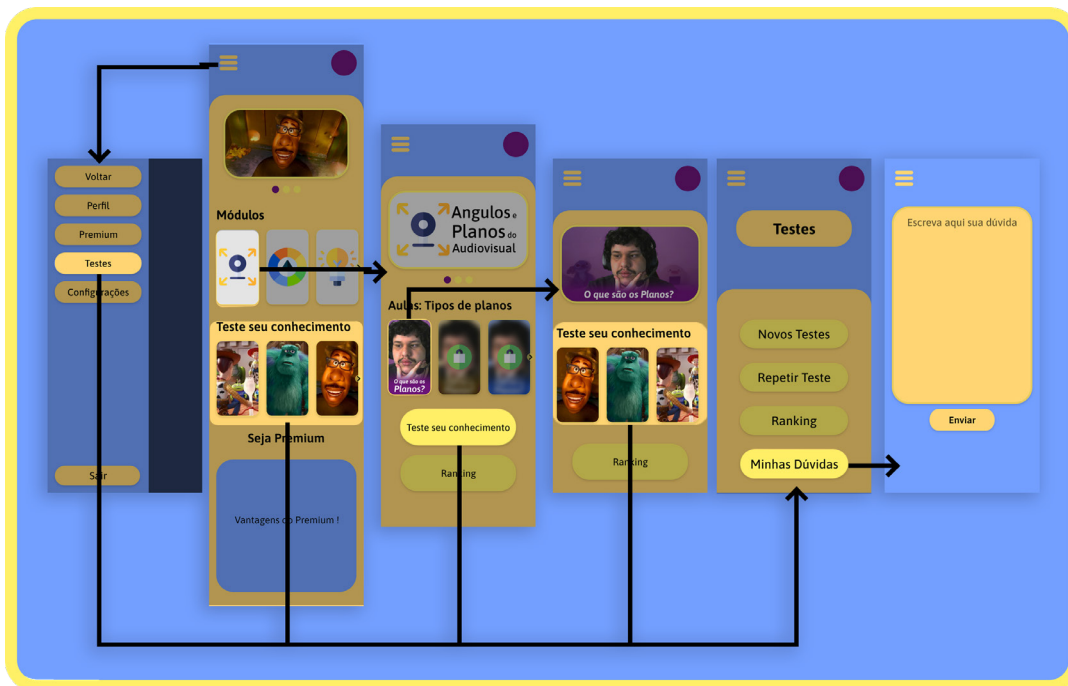 Voltar
Perfil
Premium
Testes
Configurações
Sair
Módulos
Teste seu conhecimento
Seja Premium
Vantagens do Premium !
Angulos e
Planos do
Audiovisual
Aulas: Tipos de planos
O que são os
Planos?
Teste seu conhecimento
Ranking
O que são os Planos?
Teste seu conhecimento
Ranking
Testes
Novos Testes
Repetir Teste
Ranking
Minhas Dúvidas
Escreva aqui sua dúvida
Enviar